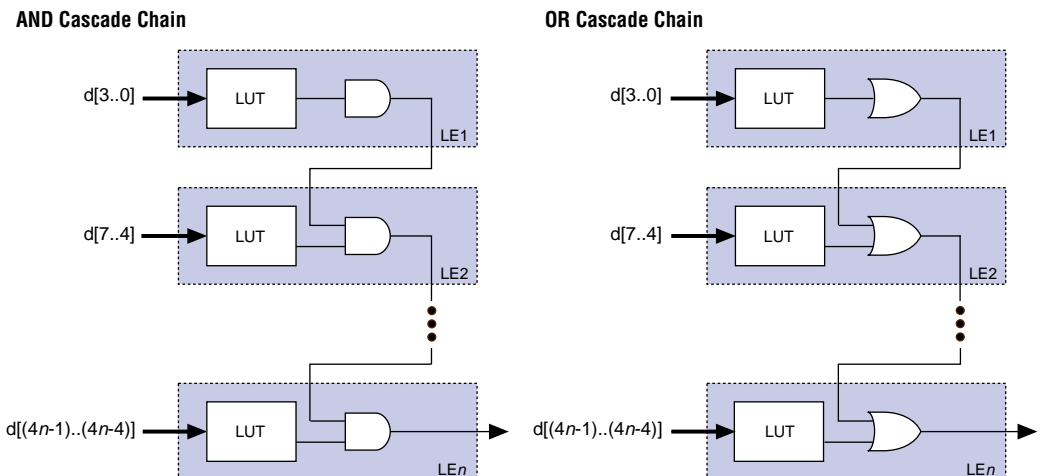 AND Cascade Chain
d[3..0]
LUT
LE1
d[7..4]
LUT
LE2
d[(4n-1)..(4n-4)]
LUT
LEn
OR Cascade Chain
d[3..0]
LUT
LE1
d[7..4]
LUT
LE2
d[(4n-1)..(4n-4)]
LUT
LEn